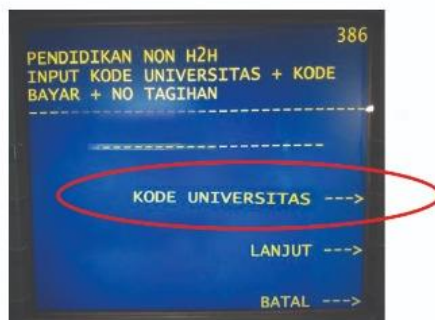 386
PENDIDIKAN NON H2H
INPUT KODE UNIVERSITAS + KODE
BAYAR + NO TAGIHAN
KODE UNIVERSITAS --->
LANJUT --->
BATAL --->